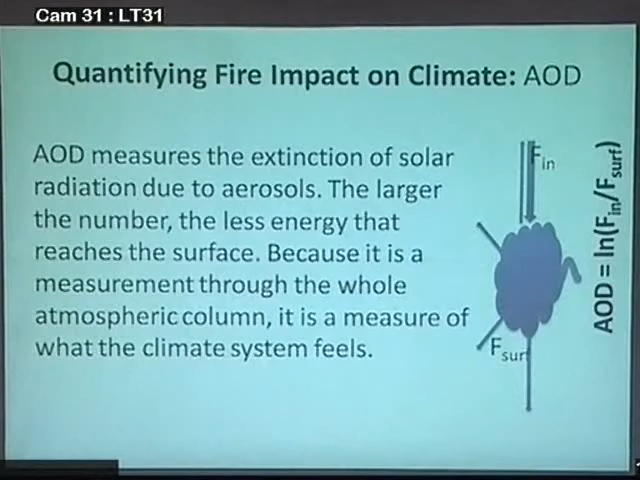 Cam 31 : LT31
Quantifying Fire Impact on Climate: AOD
AOD measures the extinction of solar
radiation due to aerosols. The larger
the number, the less energy that
reaches the surface. Because it is a
measurement through the whole
atmospheric column, it is a measure of
what the climate system feels.
Fin
Fsurf
AOD = ln(Fin/Fsurf)